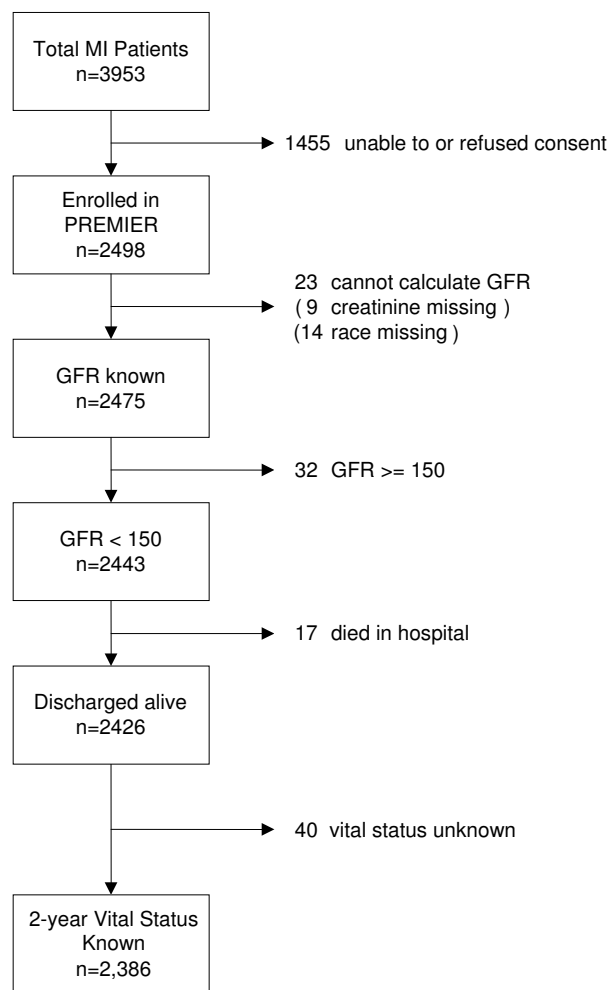 Total MI Patients
n=3953
1455 unable to or refused consent
Enrolled in
PREMIER
n=2498
23 cannot calculate GFR
( 9 creatinine missing )
(14 race missing )
GFR known
n=2475
32 GFR >= 150
GFR < 150
n=2443
17 died in hospital
Discharged alive
n=2426
40 vital status unknown
2-year Vital Status
Known
n=2,386